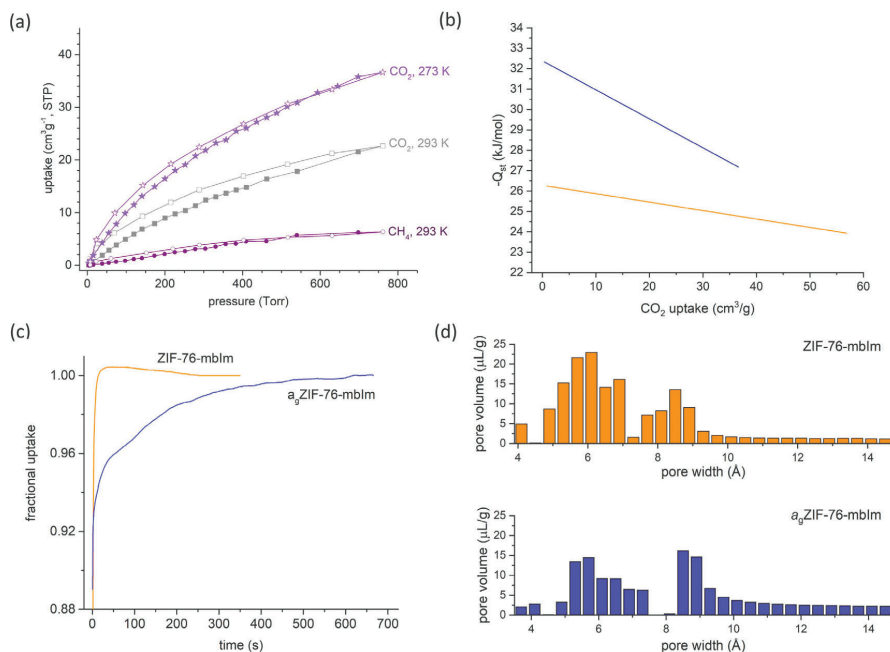 (a)
uptake (cm³g⁻¹, STP)
40
30
20
10
0
CO₂, 273 K
CO₂, 293 K
CH₄, 293 K
0 100 200 300 400 500 600 700 800
pressure (Torr)
(b)
-Qst (kJ/mol)
34
33
32
31
30
29
28
27
26
25
24
23
22
0 10 20 30 40 50 60
CO₂ uptake (cm³/g)
(c)
fractional uptake
1.00
0.96
0.92
0.88
ZIF-76-mbIm
agZIF-76-mbIm
0 100 200 300 400 500 600 700
time (s)
(d)
ZIF-76-mbIm
pore volume (µL/g)
25
20
15
10
5
0
4 6 8 10 12 14
pore width (Å)
agZIF-76-mbIm
pore volume (µL/g)
25
20
15
10
5
0
4 6 8 10 12 14
pore width (Å)